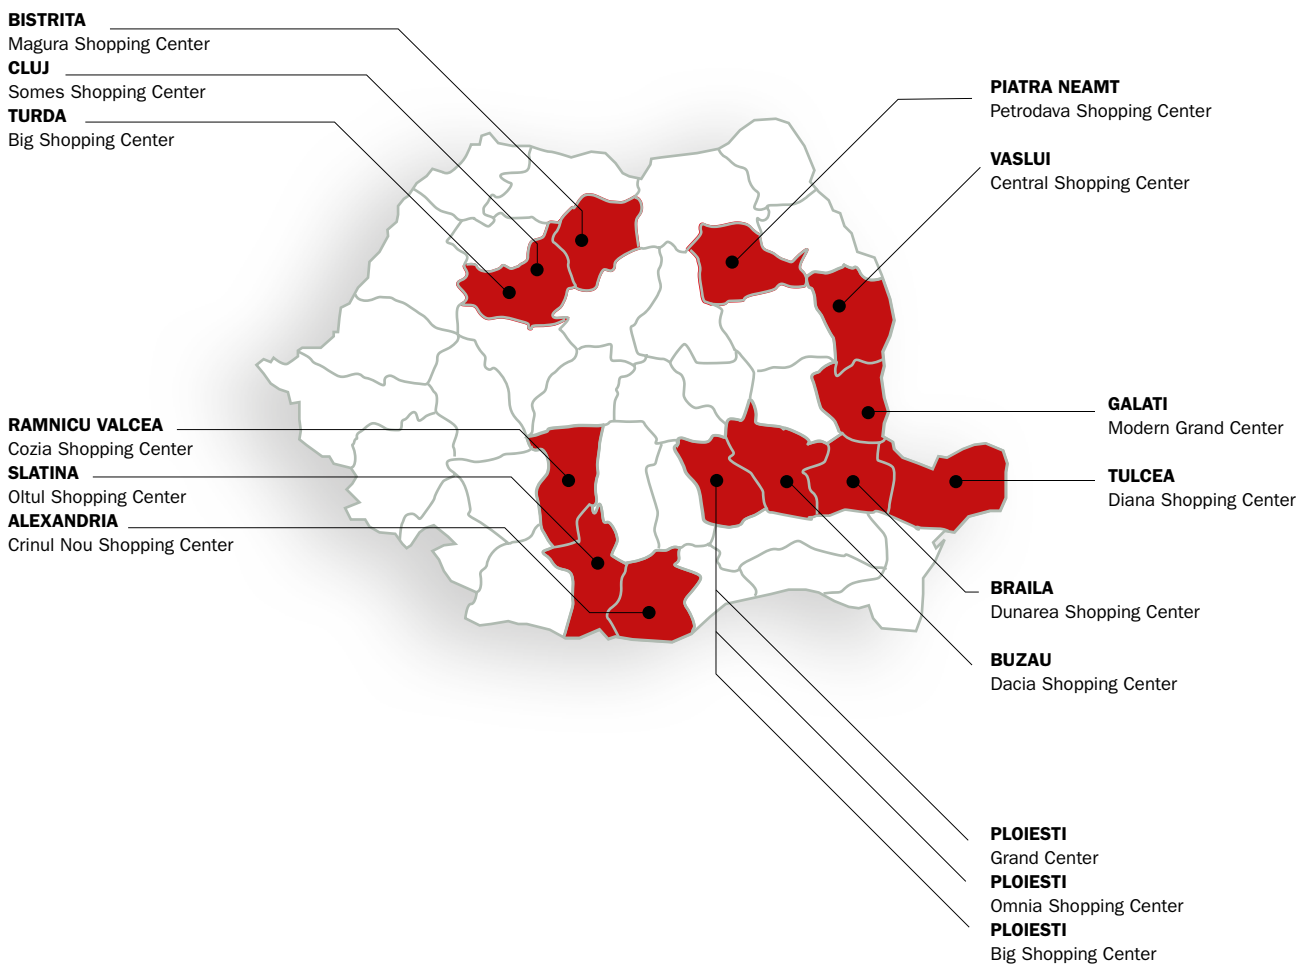 BISTRITA
Magura Shopping Center
CLUJ
Somes Shopping Center
TURDA
Big Shopping Center
PIATRA NEAMT
Petrodava Shopping Center
VASLUI
Central Shopping Center
RAMNICU VALCEA
Cozia Shopping Center
SLATINA
Oltul Shopping Center
ALEXANDRIA
Crinul Nou Shopping Center
GALATI
Modern Grand Center
TULCEA
Diana Shopping Center
BRAILA
Dunarea Shopping Center
BUZAU
Dacia Shopping Center
PLOIESTI
Grand Center
PLOIESTI
Omnia Shopping Center
PLOIESTI
Big Shopping Center